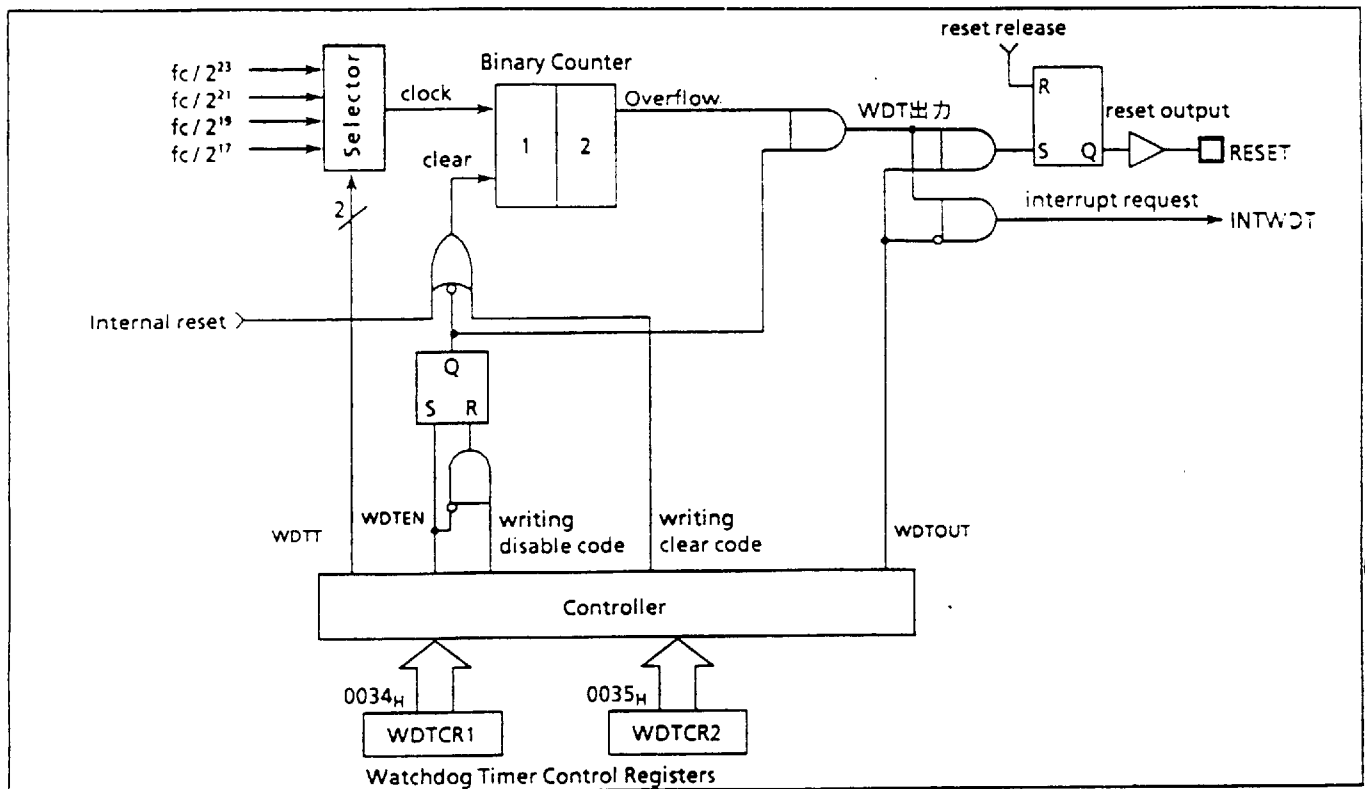 reset release
fc / 2²³
fc / 2²¹
fc / 2¹⁹
fc / 2¹⁷
Selector
clock
Binary Counter
1 2
Overflow
WDT出力
R
S Q
reset output
RESET
clear
2
interrupt request
INTWDT
Internal reset
Q
S R
WDTT
WDTEN
writing
disable code
writing
clear code
WDTOUT
Controller
0034H
0035H
WDTCR1
WDTCR2
Watchdog Timer Control Registers